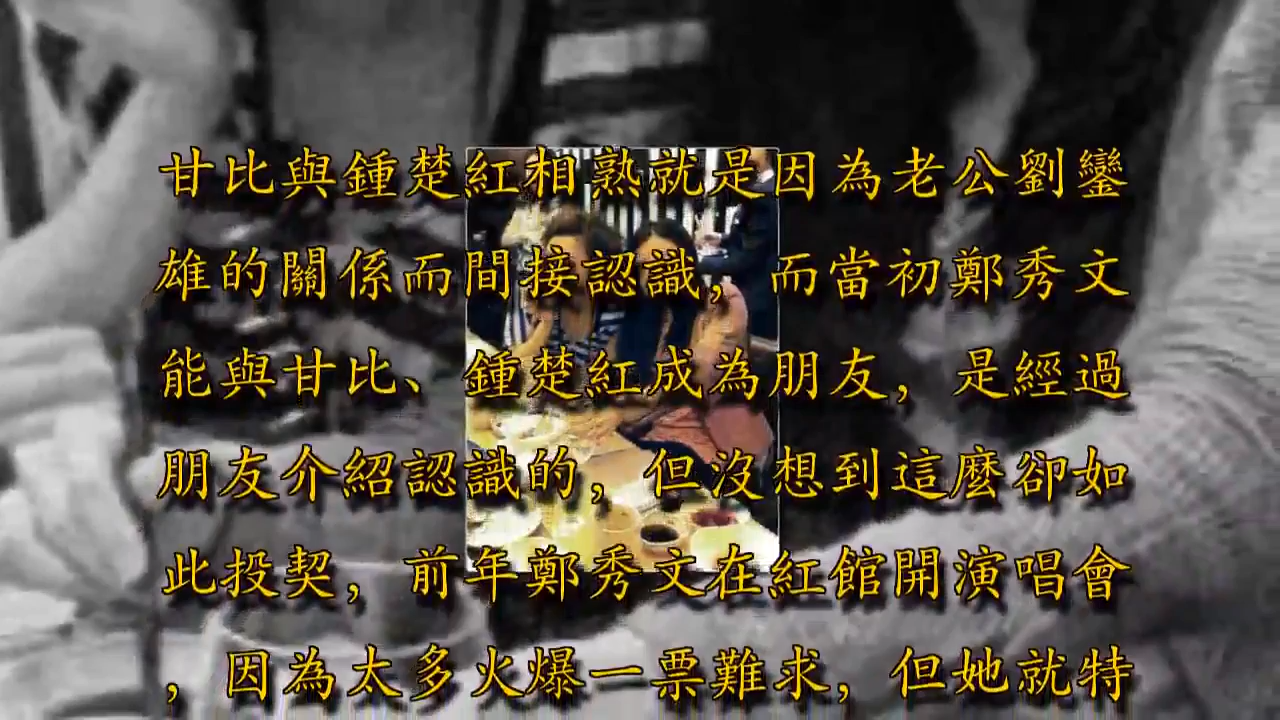 甘比與鍾楚紅相熟就是因為老公劉鑾
雄的關係而間接認識，而當初鄭秀文
能與甘比、鍾楚紅成為朋友，是經過
朋友介紹認識的，但沒想到這麼卻如
此投契，前年鄭秀文在紅館開演唱會
，因為太多火爆一票難求，但她就特